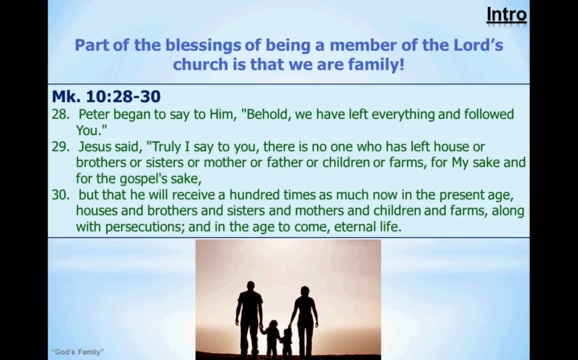 Intro
Part of the blessings of being a member of the Lord's
church is that we are family!
Mk. 10:28-30
28. Peter began to say to Him, "Behold, we have left everything and followed
You."
29. Jesus said, "Truly I say to you, there is no one who has left house or
brothers or sisters or mother or father or children or farms, for My sake and
for the gospel's sake,
30. but that he will receive a hundred times as much now in the present age,
houses and brothers and sisters and mothers and children and farms, along
with persecutions; and in the age to come, eternal life.
"God's Family"